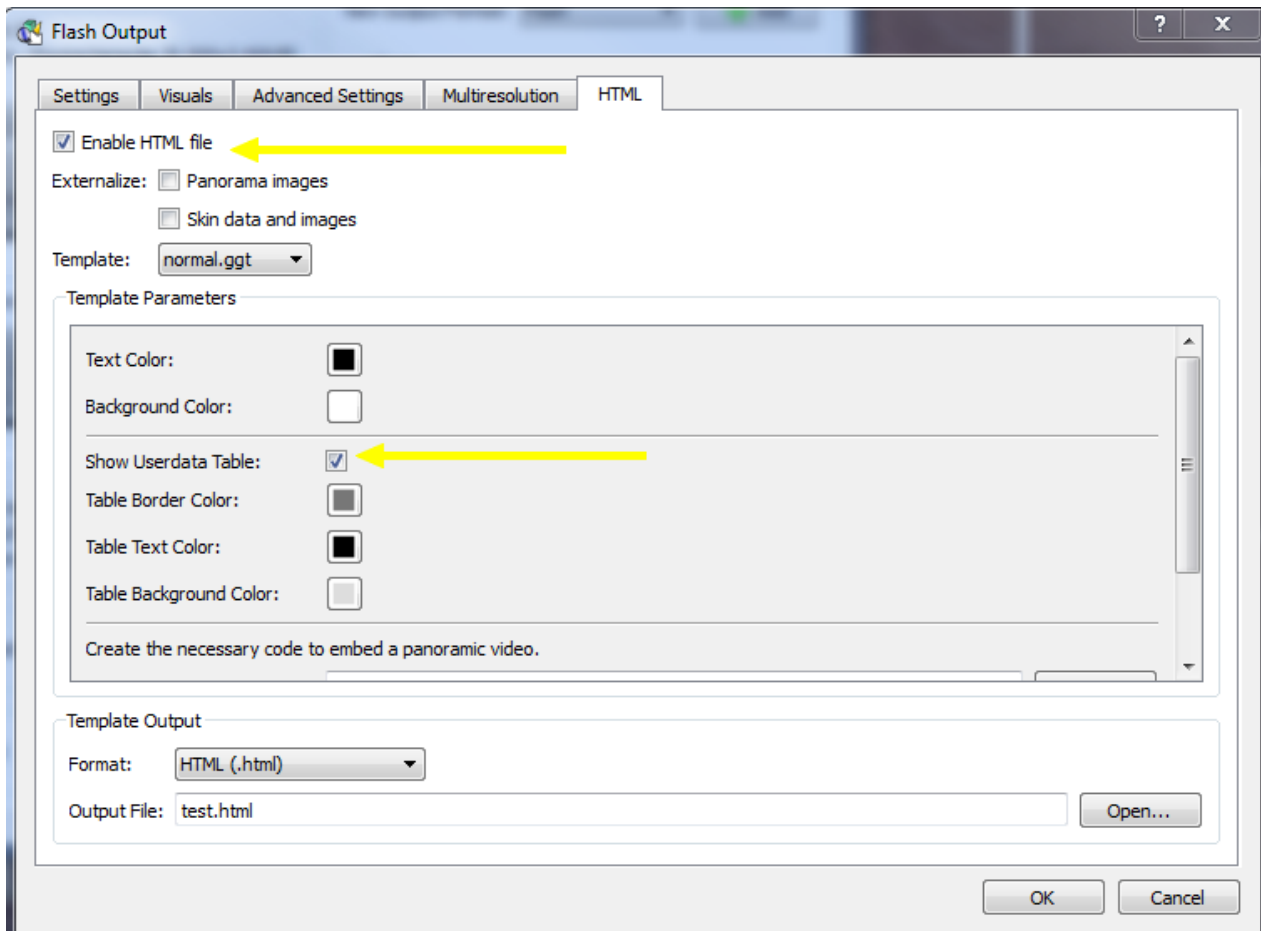 Flash Output
?
X
Settings Visuals Advanced Settings Multiresolution HTML
Enable HTML file
Externalize: Panorama images
Skin data and images
Template: normal.ggt
Template Parameters
Text Color:
Background Color:
Show Userdata Table:
Table Border Color:
Table Text Color:
Table Background Color:
Create the necessary code to embed a panoramic video.
Template Output
Format: HTML (.html)
Output File: test.html Open...
OK Cancel